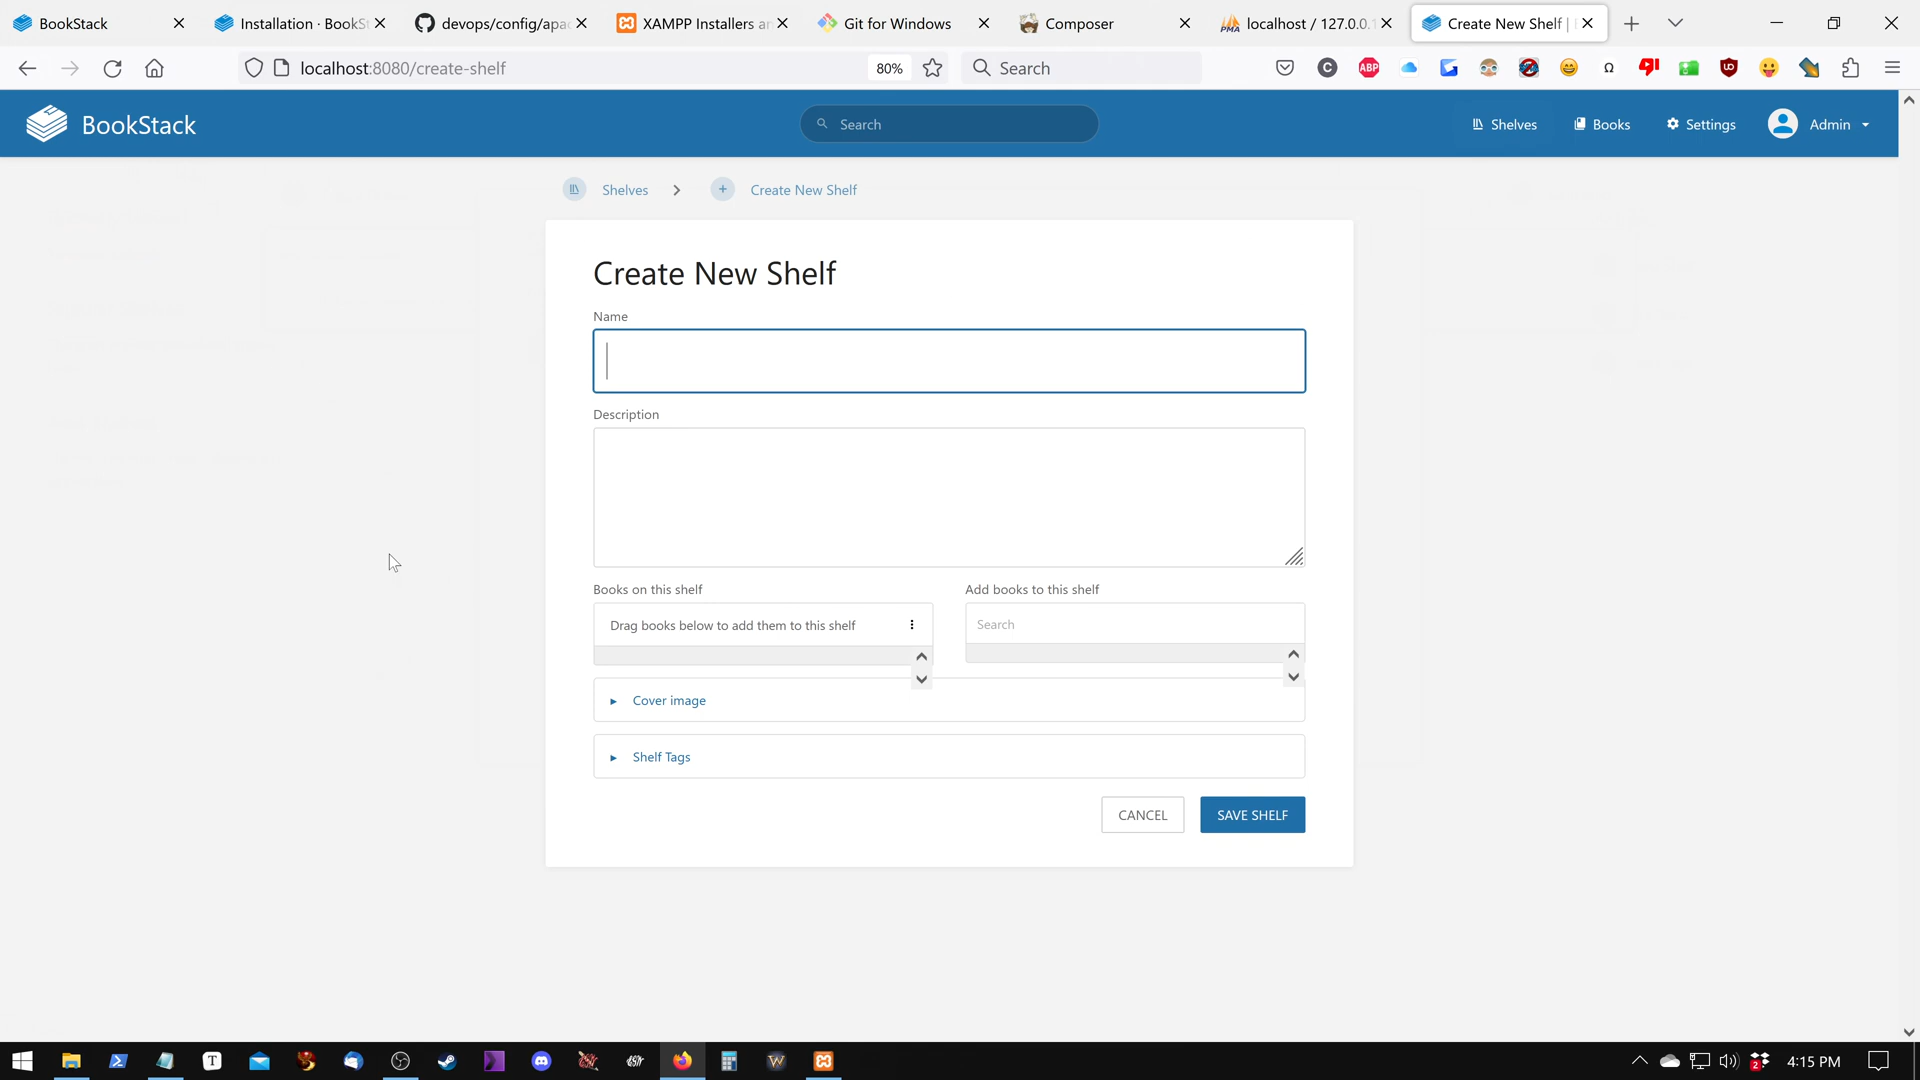 BookStack
Installation · BookSt
devops/config/apac
XAMPP Installers an
Git for Windows
Composer
localhost / 127.0.0.1
Create New Shelf |
localhost:8080/create-shelf
80%
Search
BookStack
Search
Shelves
Books
Settings
Admin
Shelves
Create New Shelf
Create New Shelf
Name
Description
Books on this shelf
Add books to this shelf
Drag books below to add them to this shelf
Search
Cover image
Shelf Tags
CANCEL
SAVE SHELF
4:15 PM